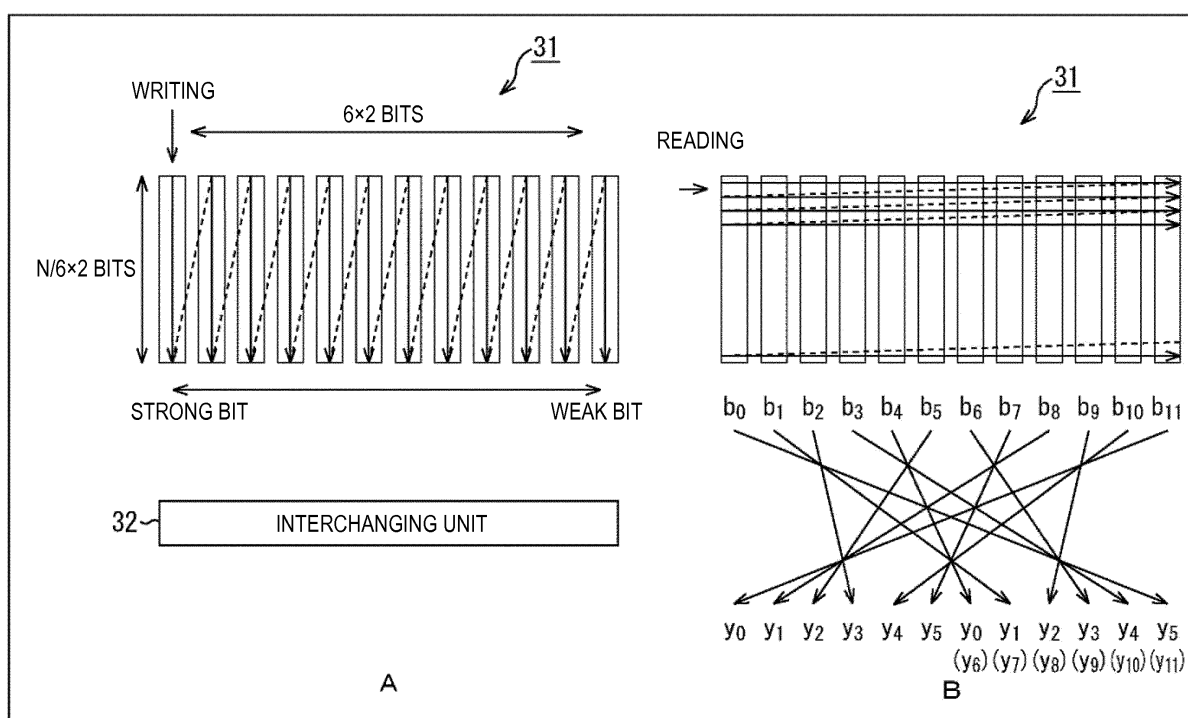 31
WRITING
6×2 BITS
N/6×2 BITS
STRONG BIT
WEAK BIT
32
INTERCHANGING UNIT
A
31
READING
b0 b1 b2 b3 b4 b5 b6 b7 b8 b9 b10 b11
y0 y1 y2 y3 y4 y5 y0 y1 y2 y3 y4 y5
(y6) (y7) (y8) (y9) (y10) (y11)
B